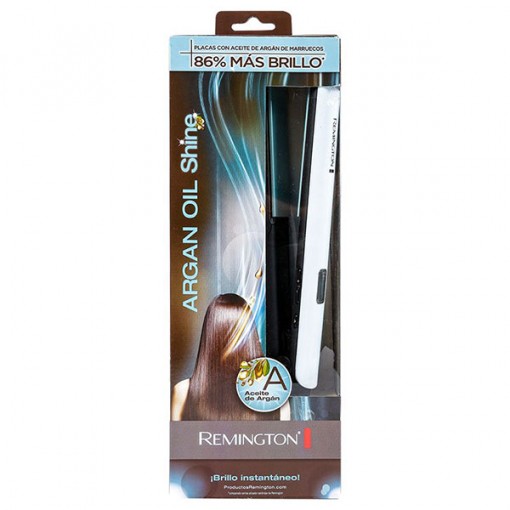 PLACAS CON ACEITE DE ARGÁN DE MARRUECOS
86% MÁS BRILLO*
ARGAN OIL Shine
REMINGTON
A
Aceite
de Argán
REMINGTON
¡Brillo instantáneo!
ProductosRemington.com